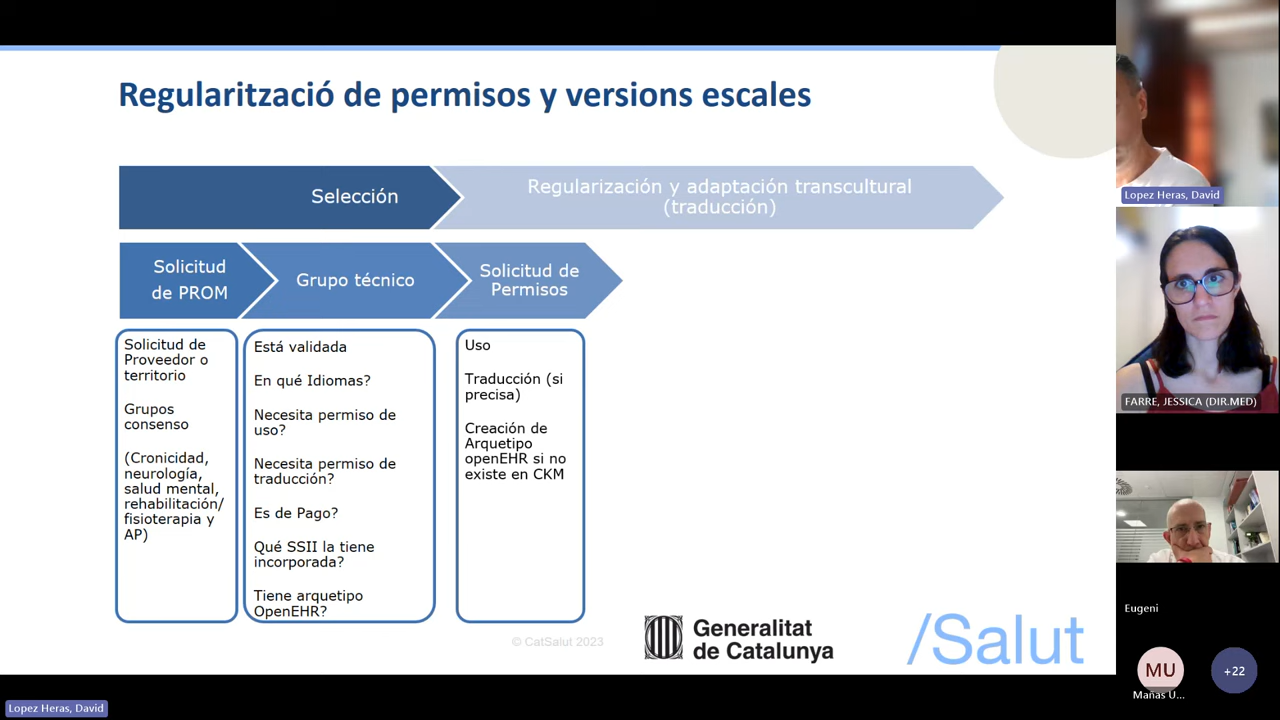 Regularització de permisos y versions escales
Selección
Regularización y adaptación transcultural
(traducción)
Solicitud
de PROM
Grupo técnico
Solicitud de
Permisos
Solicitud de
Proveedor o
territorio
Grupos
consenso
(Cronicidad,
neurología,
salud mental,
rehabilitación/
fisioterapia y
AP)
Está validada
En qué Idiomas?
Necesita permiso de
uso?
Necesita permiso de
traducción?
Es de Pago?
Qué SSII la tiene
incorporada?
Tiene arquetipo
OpenEHR?
Uso
Traducción (si
precisa)
Creación de
Arquetipo
openEHR si no
existe en CKM
© CatSalut 2023
Generalitat
de Catalunya
/Salut
Lopez Heras, David
FARRE, JESSICA (DIR.MED)
Eugeni
MU
Mañas U...
+22
Lopez Heras, David